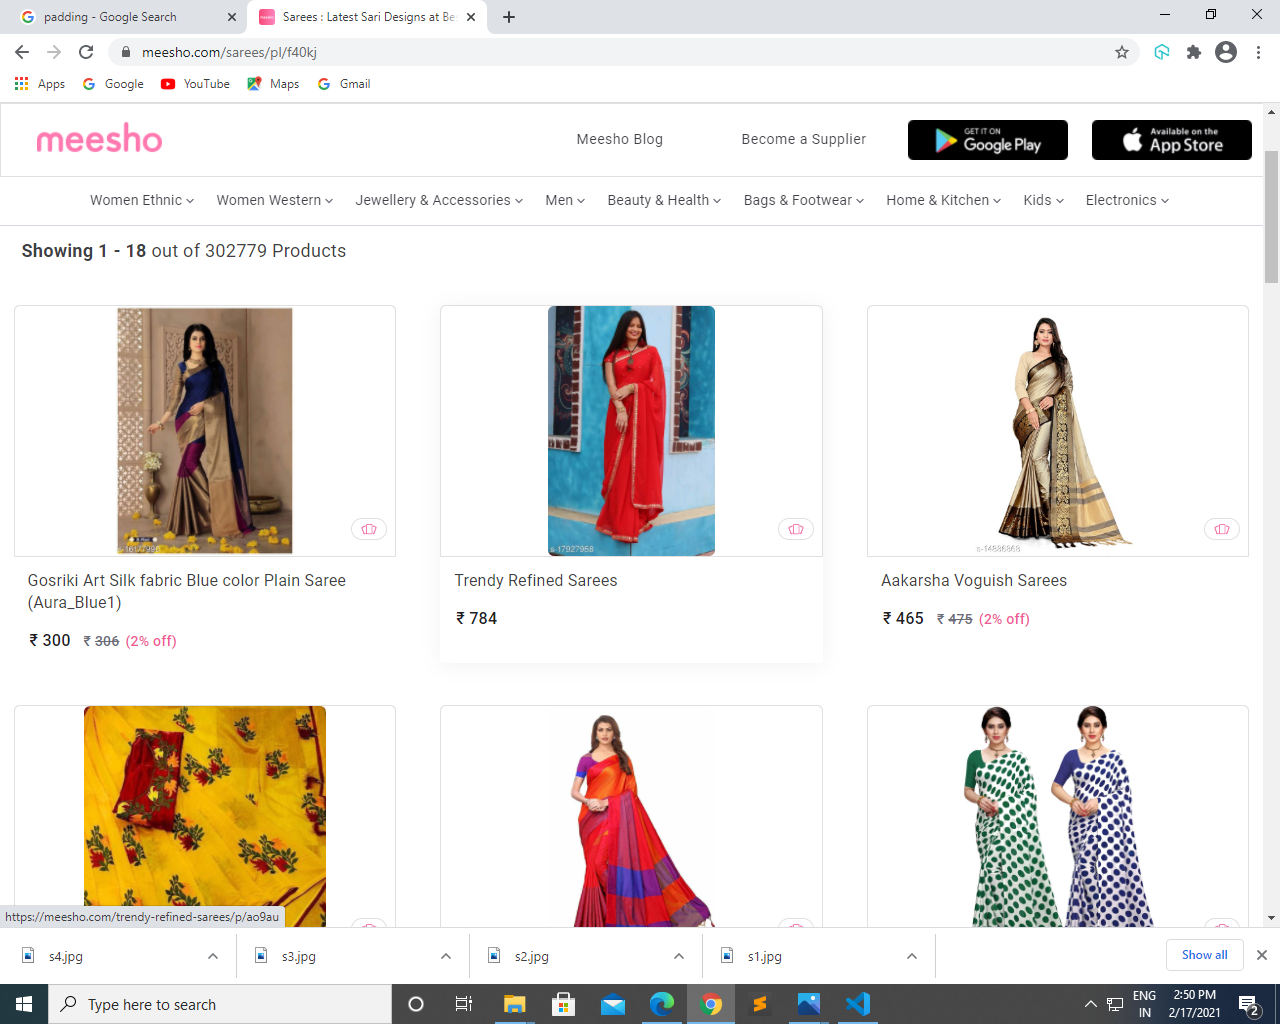 padding - Google Search
Sarees : Latest Sari Designs at Be
meesho.com/sarees/pl/f40kj
Apps
Google
YouTube
Maps
Gmail
meesho
Meesho Blog
Become a Supplier
GET IT ON
Google Play
Available on the
App Store
Women Ethnic
Women Western
Jewellery & Accessories
Men
Beauty & Health
Bags & Footwear
Home & Kitchen
Kids
Electronics
Showing 1 - 18 out of 302779 Products
S-17927958
S-14886868
Gosriki Art Silk fabric Blue color Plain Saree
(Aura_Blue1)
₹ 300 ₹ 306 (2% off)
Trendy Refined Sarees
₹ 784
Aakarsha Voguish Sarees
₹ 465 ₹ 475 (2% off)
https://meesho.com/trendy-refined-sarees/p/ao9au
s4.jpg
s3.jpg
s2.jpg
s1.jpg
Show all
Type here to search
ENG
IN
2:50 PM
2/17/2021
2